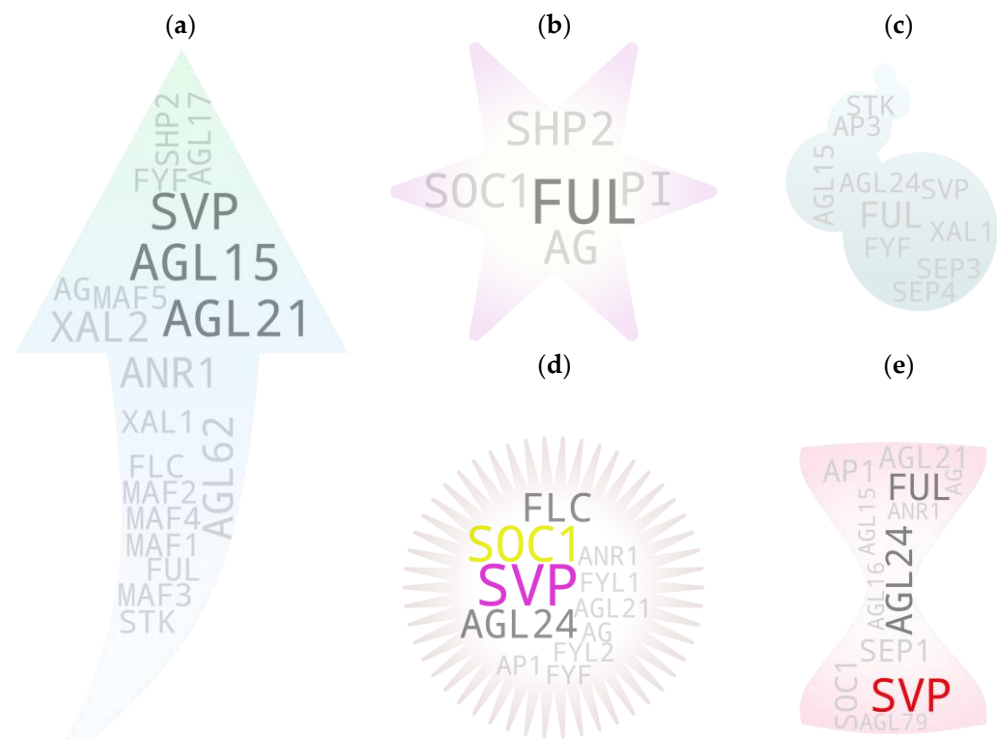 (a)
SHP2
AGL17
FYF
SVP
AGL15
AG
MAF5
XAL2
AGL21
ANR1
XAL1
AGL62
FLC
MAF2
MAF4
MAF1
FUL
MAF3
STK
(b)
SHP2
SOC1
FUL
PI
AG
(c)
STK
AP3
AGL15
AGL24
SVP
FUL
XAL1
FYF
SEP3
SEP4
(d)
FLC
SOC1
ANR1
SVP
FYL1
AGL21
AGL24
AG
FYL2
AP1
FYF
(e)
AP1
AGL21
FUL
AG
ANR1
AGL15
AGL24
AGL16
SEP1
SOC1
SVP
AGL79